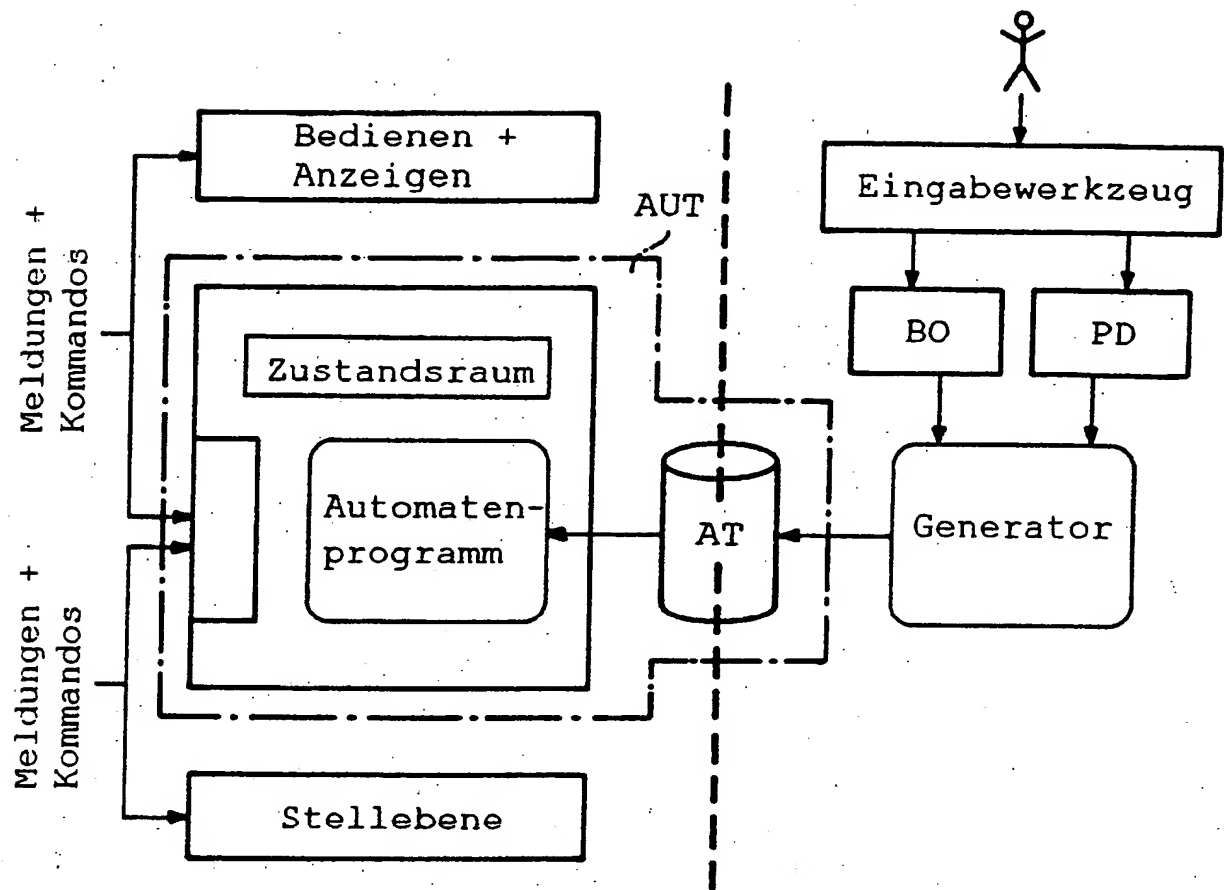 Bedienen +
Anzeigen
Meldungen +
Kommandos
AUT
Eingabewerkzeug
BO
PD
Zustandsraum
Automaten-
programm
AT
Generator
Meldungen +
Kommandos
Stellebene